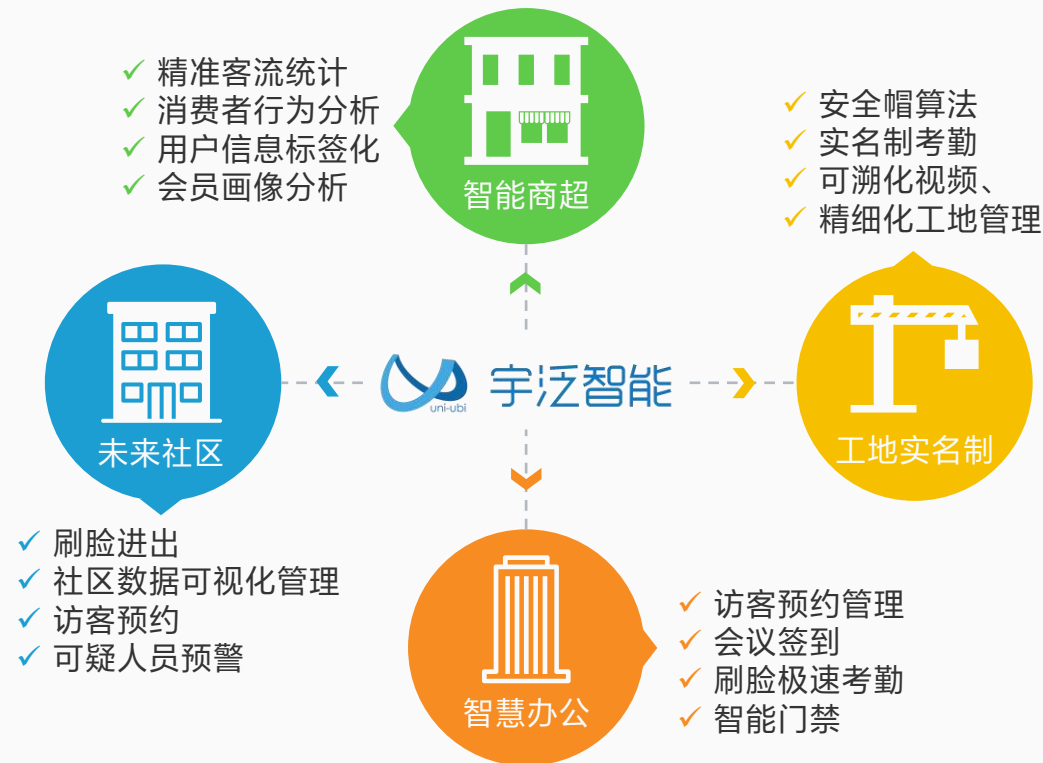 精准客流统计
消费者行为分析
用户信息标签化
会员画像分析
智能商超
安全帽算法
实名制考勤
可溯化视频、
精细化工地管理
工地实名制
uni-ubi
宇泛智能
未来社区
刷脸进出
社区数据可视化管理
访客预约
可疑人员预警
智慧办公
访客预约管理
会议签到
刷脸极速考勤
智能门禁